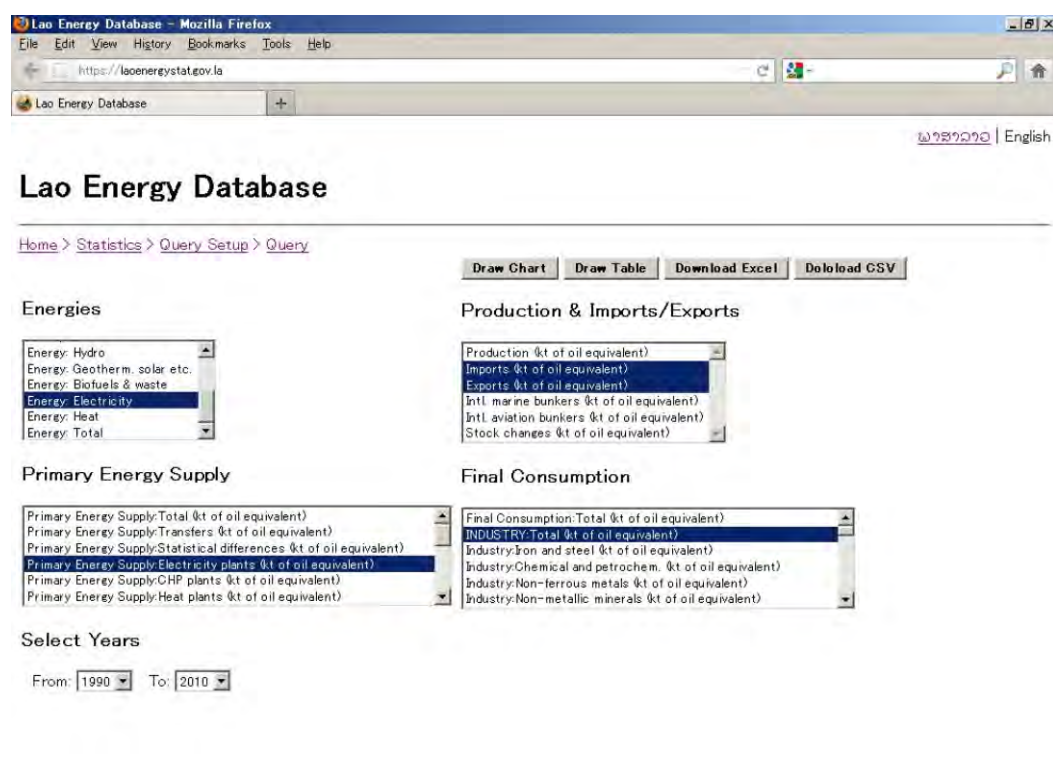 Lao Energy Database - Mozilla Firefox
File Edit View History Bookmarks Tools Help
https://laoenergystat.gov.la
Lao Energy Database
ພາສາລາວ | English
Lao Energy Database
Home > Statistics > Query Setup > Query
Draw Chart Draw Table Download Excel Doloload CSV
Energies
Energy: Hydro
Energy: Geotherm. solar etc.
Energy: Biofuels & waste
Energy: Electricity
Energy: Heat
Energy: Total
Production & Imports/Exports
Production (kt of oil equivalent)
Imports (kt of oil equivalent)
Exports (kt of oil equivalent)
Intl. marine bunkers (kt of oil equivalent)
Intl. aviation bunkers (kt of oil equivalent)
Stock changes (kt of oil equivalent)
Primary Energy Supply
Primary Energy Supply:Total (kt of oil equivalent)
Primary Energy Supply:Transfers (kt of oil equivalent)
Primary Energy Supply:Statistical differences (kt of oil equivalent)
Primary Energy Supply:Electricity plants (kt of oil equivalent)
Primary Energy Supply:CHP plants (kt of oil equivalent)
Primary Energy Supply:Heat plants (kt of oil equivalent)
Final Consumption
Final Consumption:Total (kt of oil equivalent)
INDUSTRY:Total (kt of oil equivalent)
Industry:Iron and steel (kt of oil equivalent)
Industry:Chemical and petrochem. (kt of oil equivalent)
Industry:Non-ferrous metals (kt of oil equivalent)
Industry:Non-metallic minerals (kt of oil equivalent)
Select Years
From: 1990 To: 2010